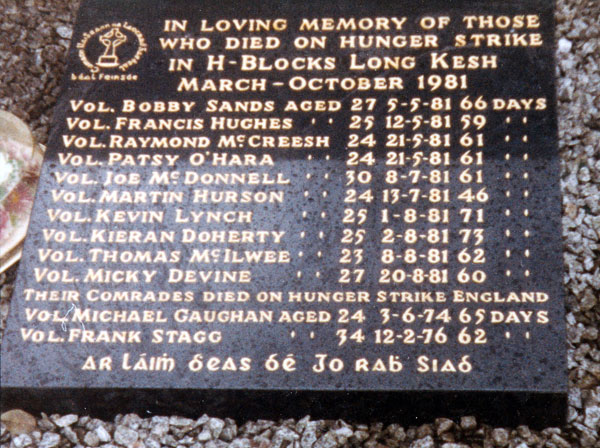 In Loving Memory of Those
who died on Hunger Strike
in H-Blocks Long Kesh
March-October 1981
Vol. Bobby Sands aged 27 5-5-81 66 days
Vol. Francis Hughes '' 25 12-5-81 59 ''
Vol. Raymond McCreesh 24 21-5-81 61 ''
Vol. Patsy O'Hara '' 24 21-5-81 61 ''
Vol. Joe McDonnell '' 30 8-7-81 61 ''
Vol. Martin Hurson '' 24 13-7-81 46 ''
Vol. Kevin Lynch '' 25 1-8-81 71 ''
Vol. Kieran Doherty '' 25 2-8-81 73 ''
Vol. Thomas McIlwee '' 23 8-8-81 62 ''
Vol. Micky Devine '' 27 20-8-81 60 ''
Their Comrades died on Hunger Strike England
Vol. Michael Gaughan aged 24 3-6-74 65 days
Vol. Frank Stagg '' 34 12-2-76 62 ''
Ar láiṁ ḋeas ḋé Jo raḃ Siad